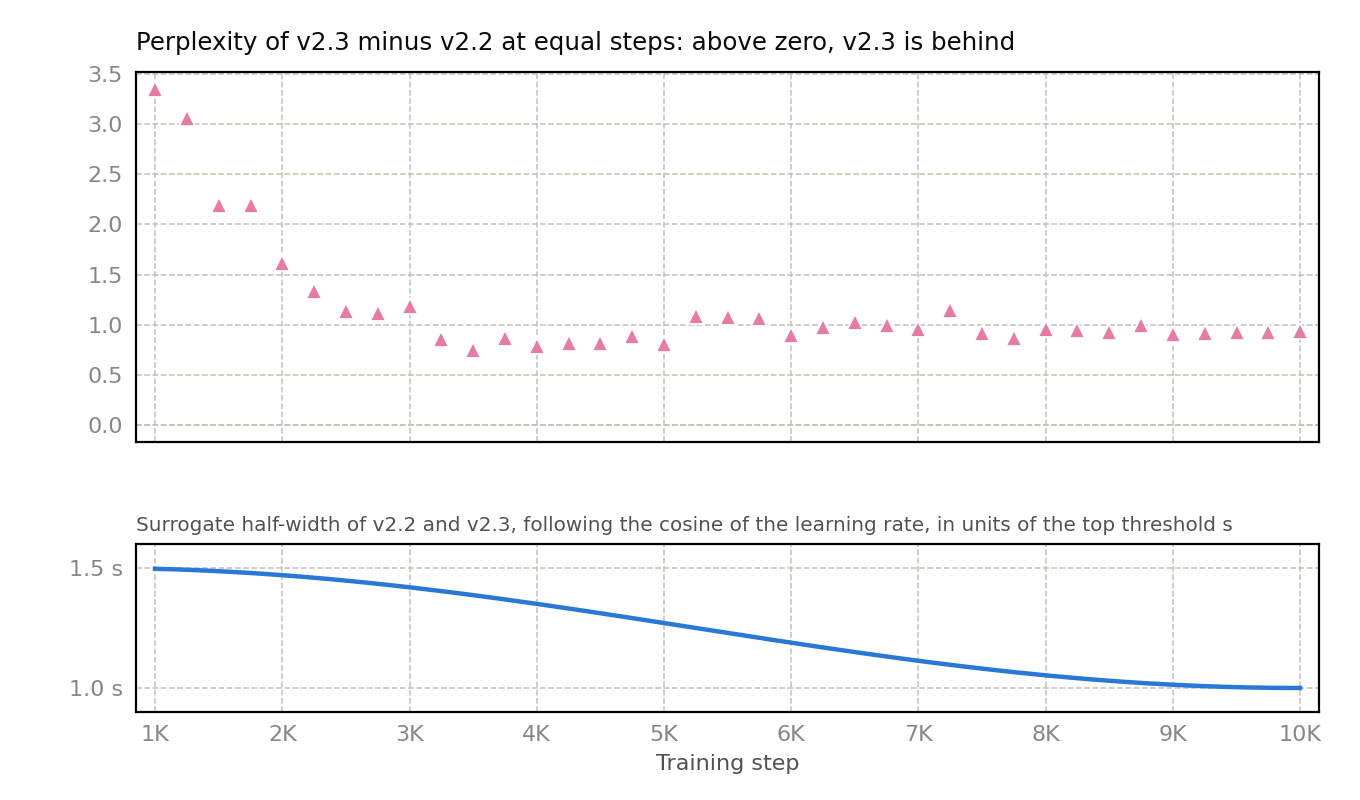 Perplexity of v2.3 minus v2.2 at equal steps: above zero, v2.3 is behind
3.5
3.0
2.5
2.0
1.5
1.0
0.5
0.0
Surrogate half-width of v2.2 and v2.3, following the cosine of the learning rate, in units of the top threshold s
1.5 s
1.0 s
1K 2K 3K 4K 5K 6K 7K 8K 9K 10K
Training step